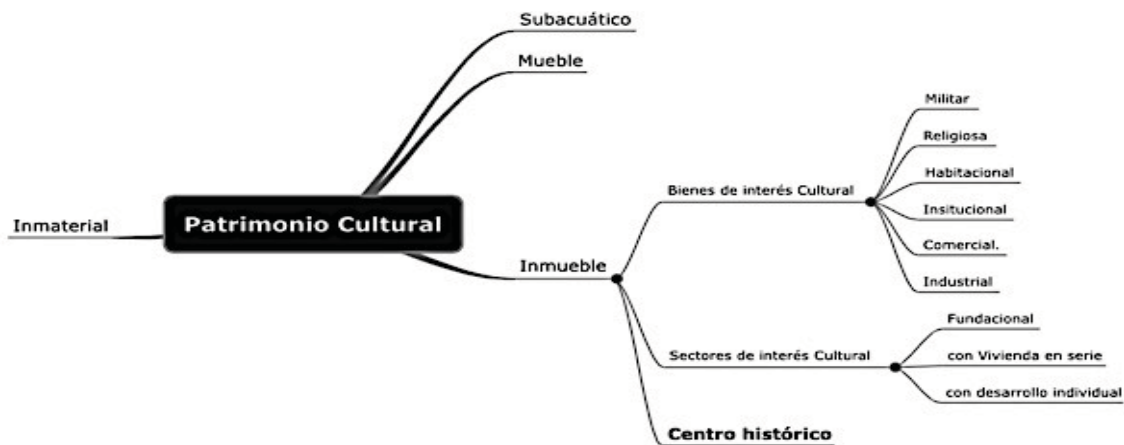 Subacuático
Mueble
Militar
Religiosa
Bienes de interés Cultural
Habitacional
Inmaterial
Patrimonio Cultural
Insitucional
Comercial.
Inmueble
Industrial
Fundacional
Sectores de interés Cultural
con Vivienda en serie
con desarrollo individual
Centro histórico